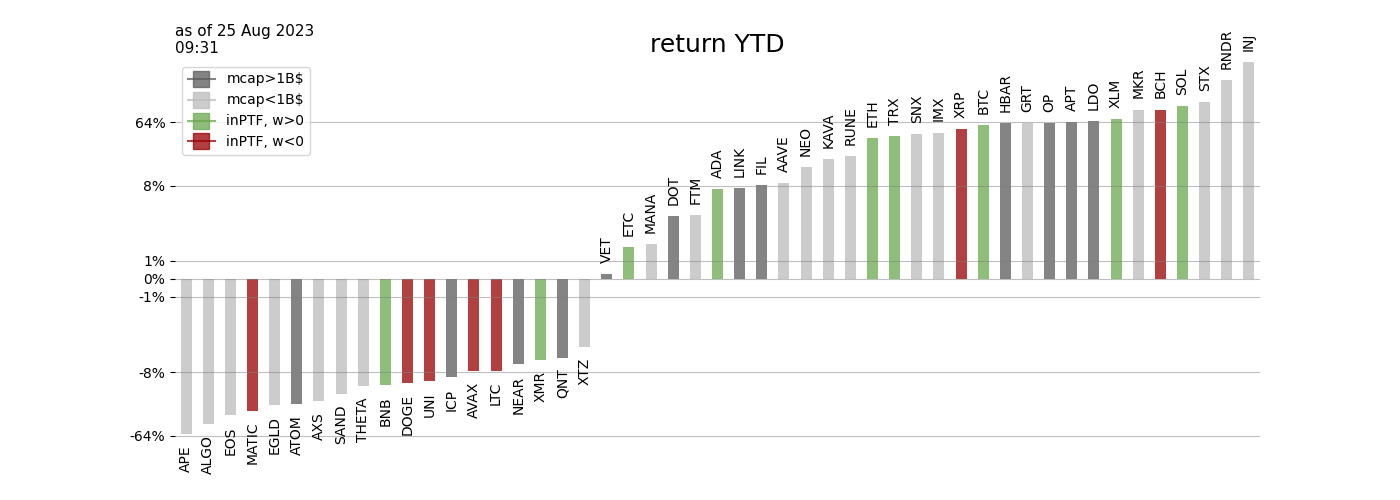 as of 25 Aug 2023
09:31
return YTD
mcap>1B$
mcap<1B$
inPTF, w>0
inPTF, w<0
64%
8%
1%
0%
-1%
-8%
-64%
APE
ALGO
EOS
MATIC
EGLD
ATOM
AXS
SAND
THETA
BNB
DOGE
UNI
ICP
AVAX
LTC
NEAR
XMR
QNT
XTZ
VET
ETC
MANA
DOT
FTM
ADA
LINK
FIL
AAVE
NEO
KAVA
RUNE
ETH
TRX
SNX
IMX
XRP
BTC
HBAR
GRT
OP
APT
LDO
XLM
MKR
BCH
SOL
STX
RNDR
INJ